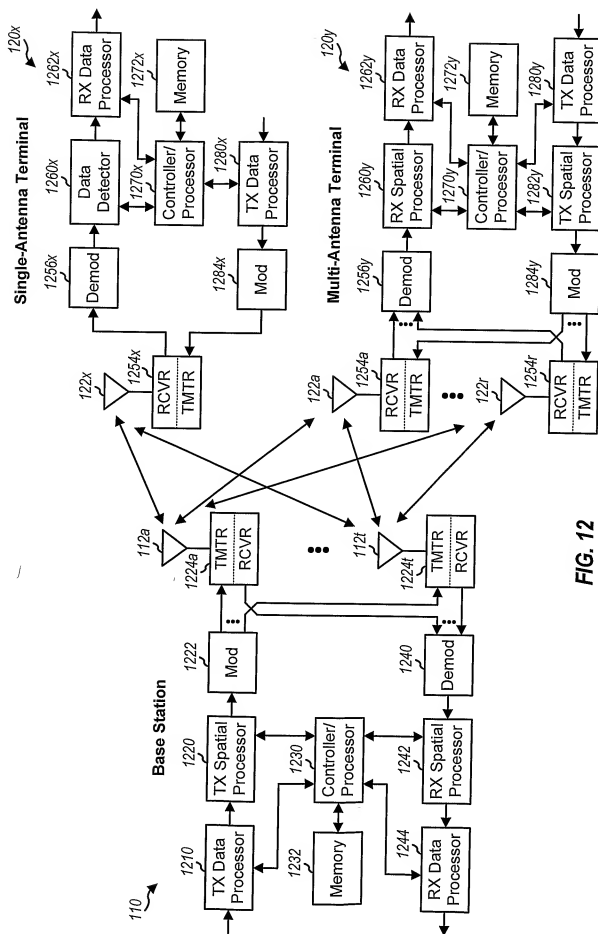 110
Base Station
1210
TX Data
Processor
1220
TX Spatial
Processor
1222
Mod
112a
1224a
TMTR
RCVR
1232
Memory
1230
Controller/
Processor
112t
1224t
TMTR
RCVR
1244
RX Data
Processor
1242
RX Spatial
Processor
1240
Demod
Single-Antenna Terminal
120x
122x
1254x
RCVR
TMTR
1256x
Demod
1260x
Data
Detector
1262x
RX Data
Processor
1270x
Controller/
Processor
1272x
Memory
1284x
Mod
1280x
TX Data
Processor
Multi-Antenna Terminal
120y
122a
1254a
RCVR
TMTR
122r
1254r
RCVR
TMTR
1256y
Demod
1260y
RX Spatial
Processor
1262y
RX Data
Processor
1270y
Controller/
Processor
1272y
Memory
1284y
Mod
1282y
TX Spatial
Processor
1280y
TX Data
Processor
FIG. 12